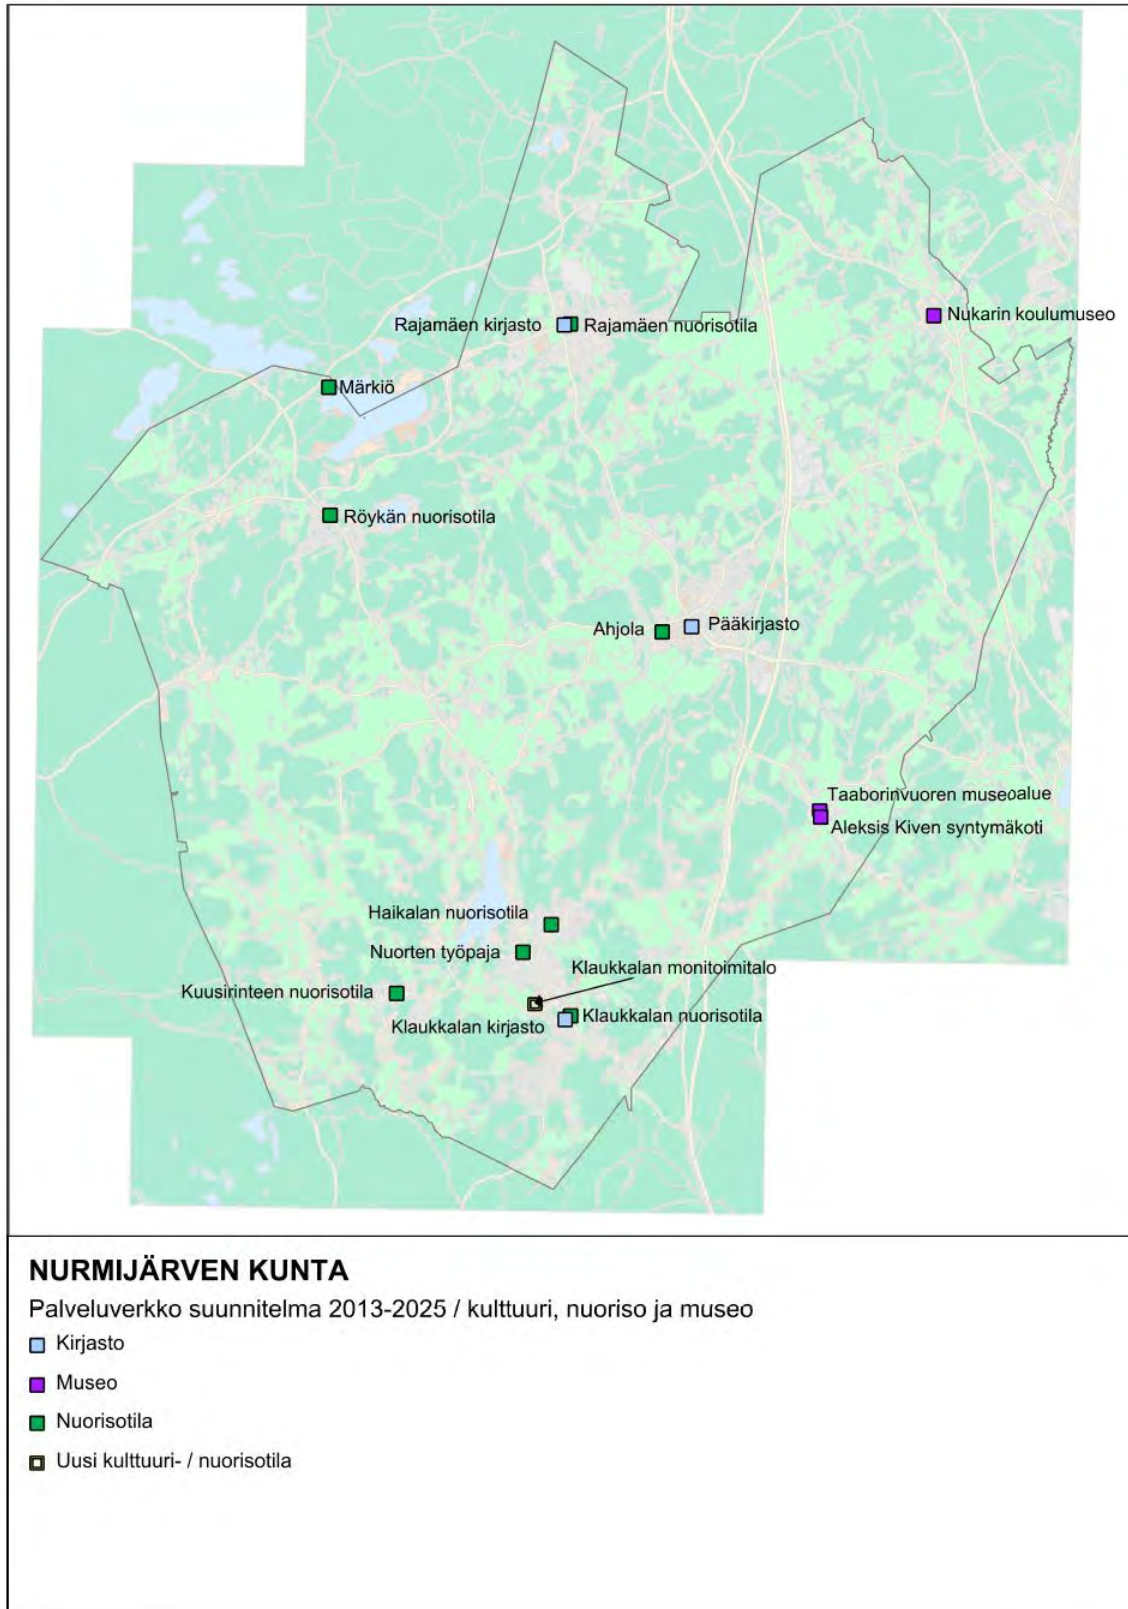 Nukarin koulumuseo
Rajamäen kirjasto
Rajamäen nuorisotila
Märkiö
Röykän nuorisotila
Ahjola
Pääkirjasto
Taaborinvuoren museoalue
Aleksis Kiven syntymäkoti
Haikalan nuorisotila
Nuorten työpaja
Klaukkalan monitoimitalo
Kuusirinteen nuorisotila
Klaukkalan nuorisotila
Klaukkalan kirjasto
NURMIJÄRVEN KUNTA
Palveluverkko suunnitelma 2013-2025 / kulttuuri, nuoriso ja museo
Kirjasto
Museo
Nuorisotila
Uusi kulttuuri- / nuorisotila